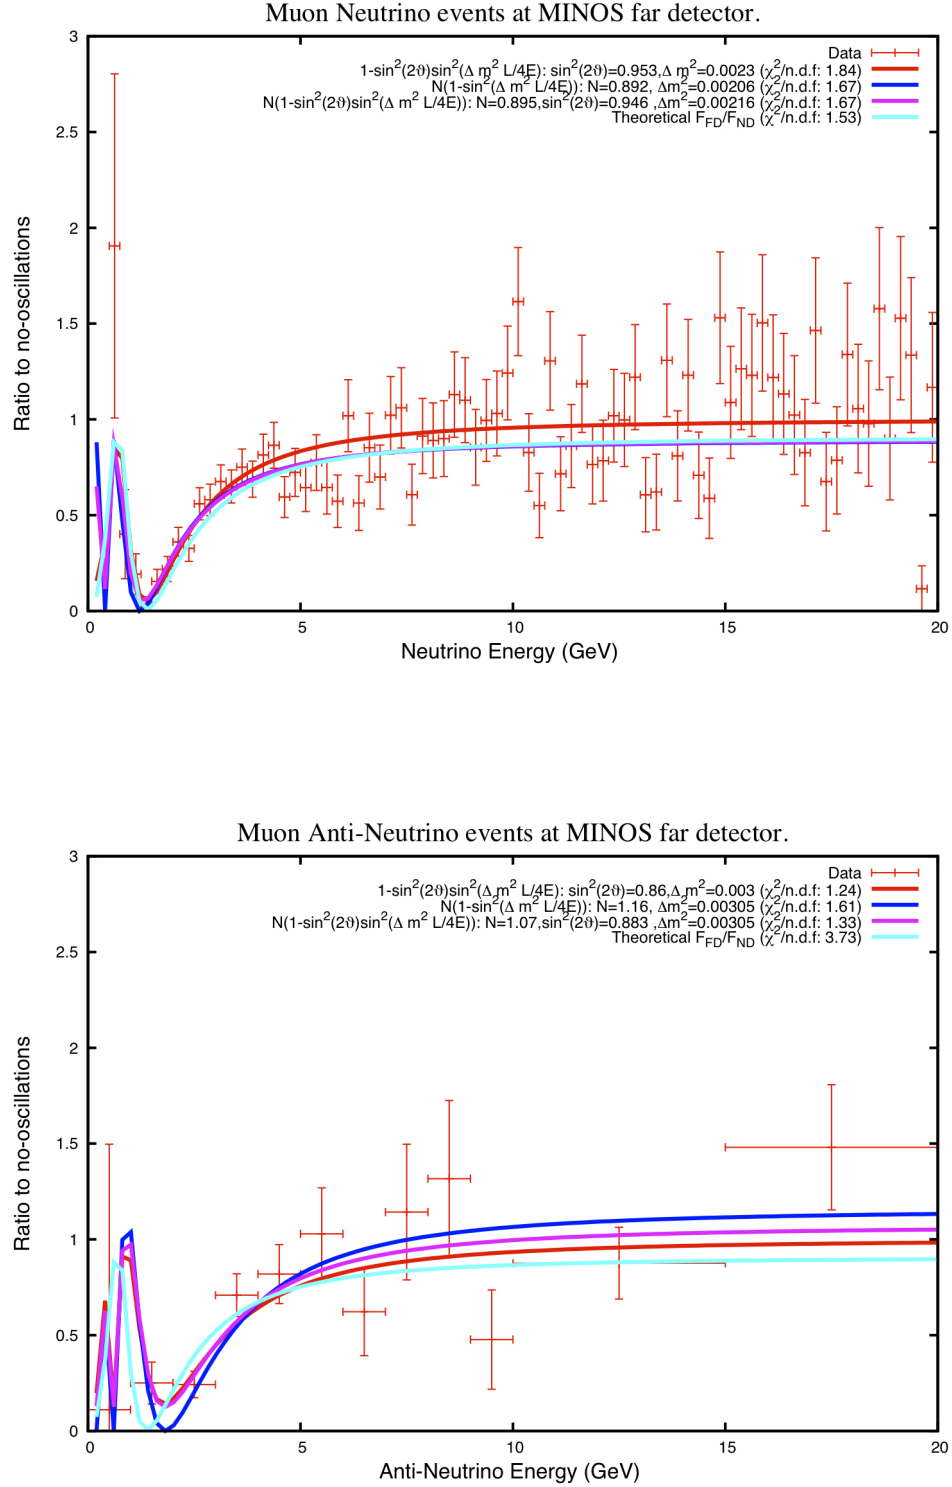 Muon Neutrino events at MINOS far detector.
3
Data
1-sin²(2ϑ)sin²(Δ m² L/4E): sin²(2ϑ)=0.953,Δ m²=0.0023 (χ²/n.d.f: 1.84)
N(1-sin²(Δ m² L/4E)): N=0.892, Δm²=0.00206 (χ²/n.d.f: 1.67)
N(1-sin²(2ϑ)sin²(Δ m² L/4E)): N=0.895,sin²(2ϑ)=0.946 ,Δm²=0.00216 (χ²/n.d.f: 1.67)
Theoretical F_FD/F_ND (χ²/n.d.f: 1.53)
2.5
2
1.5
1
0.5
0
Ratio to no-oscillations
0 5 10 15 20
Neutrino Energy (GeV)
Muon Anti-Neutrino events at MINOS far detector.
3
Data
1-sin²(2ϑ)sin²(Δ m² L/4E): sin²(2ϑ)=0.86,Δ m²=0.003 (χ²/n.d.f: 1.24)
N(1-sin²(Δ m² L/4E)): N=1.16, Δm²=0.00305 (χ²/n.d.f: 1.61)
N(1-sin²(2ϑ)sin²(Δ m² L/4E)): N=1.07,sin²(2ϑ)=0.883 ,Δm²=0.00305 (χ²/n.d.f: 1.33)
Theoretical F_FD/F_ND (χ²/n.d.f: 3.73)
2.5
2
1.5
1
0.5
0
Ratio to no-oscillations
0 5 10 15 20
Anti-Neutrino Energy (GeV)